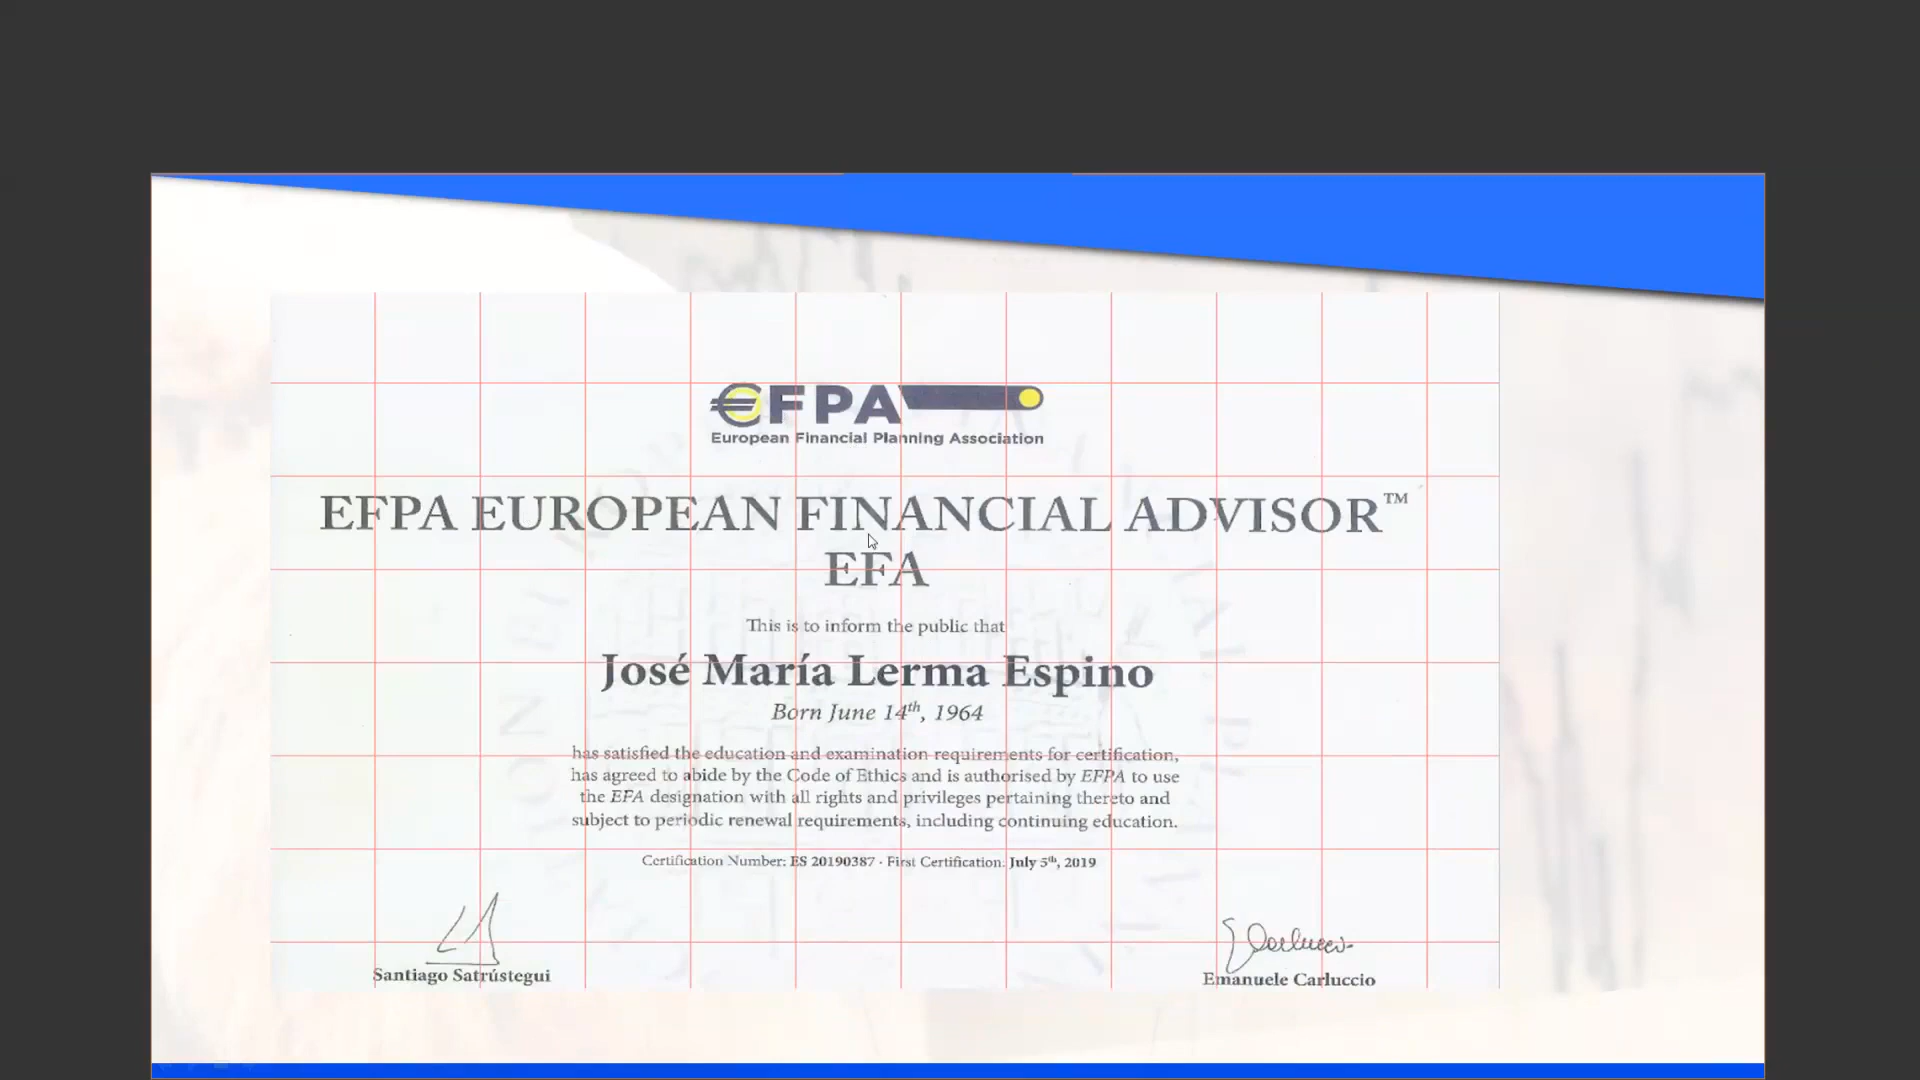 €FPA
European Financial Planning Association
EFPA EUROPEAN FINANCIAL ADVISOR™
EFA
This is to inform the public that
José María Lerma Espino
Born June 14th, 1964
has satisfied the education and examination requirements for certification,
has agreed to abide by the Code of Ethics and is authorised by EFPA to use
the EFA designation with all rights and privileges pertaining thereto and
subject to periodic renewal requirements, including continuing education.
Certification Number: ES 20190387 - First Certification: July 5th, 2019
E Carlucci
Santiago Satrústegui
Emanuele Carluccio